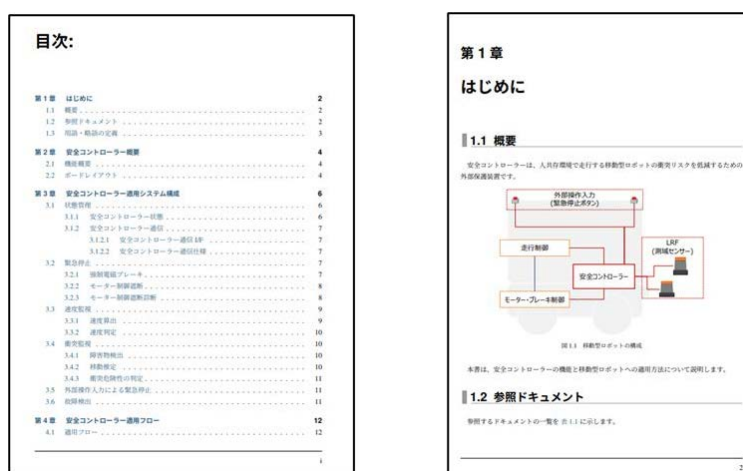 目次:
第 1 章 はじめに 2
1.1 概要 2
1.2 参照ドキュメント 2
1.3 用語・略語の定義 3
第 2 章 安全コントローラー概要 4
2.1 機能概要 4
2.2 ボードレイアウト 4
第 3 章 安全コントローラー適用システム構成 6
3.1 状態管理 6
3.1.1 安全コントローラー状態 6
3.1.2 安全コントローラー通信 7
3.1.2.1 安全コントローラー通信 I/F 7
3.1.2.2 安全コントローラー通信仕様 7
3.2 緊急停止 7
3.2.1 強制電磁ブレーキ 7
3.2.2 モーター制御遮断 8
3.2.3 モーター制御遮断診断 8
3.3 速度監視 9
3.3.1 速度算出 9
3.3.2 速度判定 10
3.4 衝突監視 10
3.4.1 障害物検出 10
3.4.2 移動推定 10
3.4.3 衝突危険性の判定 11
3.5 外部操作入力による緊急停止 11
3.6 故障検出 11
第 4 章 安全コントローラー適用フロー 12
4.1 適用フロー 12
i
第 1 章
はじめに
1.1 概要
安全コントローラーは、人共存環境で走行する移動型ロボットの衝突リスクを低減するための
外部保護装置です。
外部操作入力
(緊急停止ボタン)
走行制御
LRF
(測域センサー)
安全コントローラー
モーター・ブレーキ制御
図 1.1 移動型ロボットの構成
本書は、安全コントローラーの機能と移動型ロボットへの適用方法について説明します。
1.2 参照ドキュメント
参照するドキュメントの一覧を 表 1.1 に示します。
2